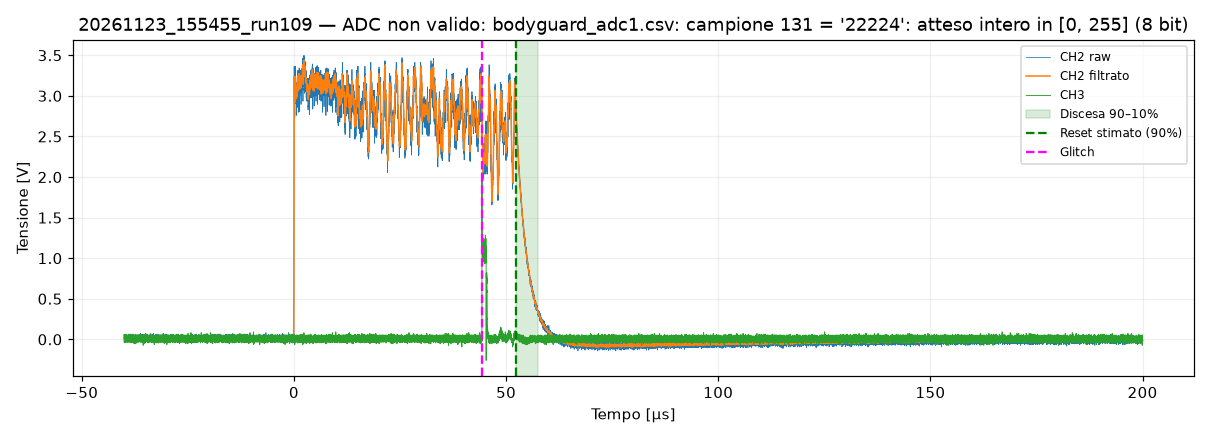 20261123_155455_run109 — ADC non valido: bodyguard_adc1.csv: campione 131 = '22224': atteso intero in [0, 255] (8 bit)
Tensione [V]
3.5
3.0
2.5
2.0
1.5
1.0
0.5
0.0
CH2 raw
CH2 filtrato
CH3
Discesa 90–10%
Reset stimato (90%)
Glitch
−50
0
50
100
150
200
Tempo [µs]